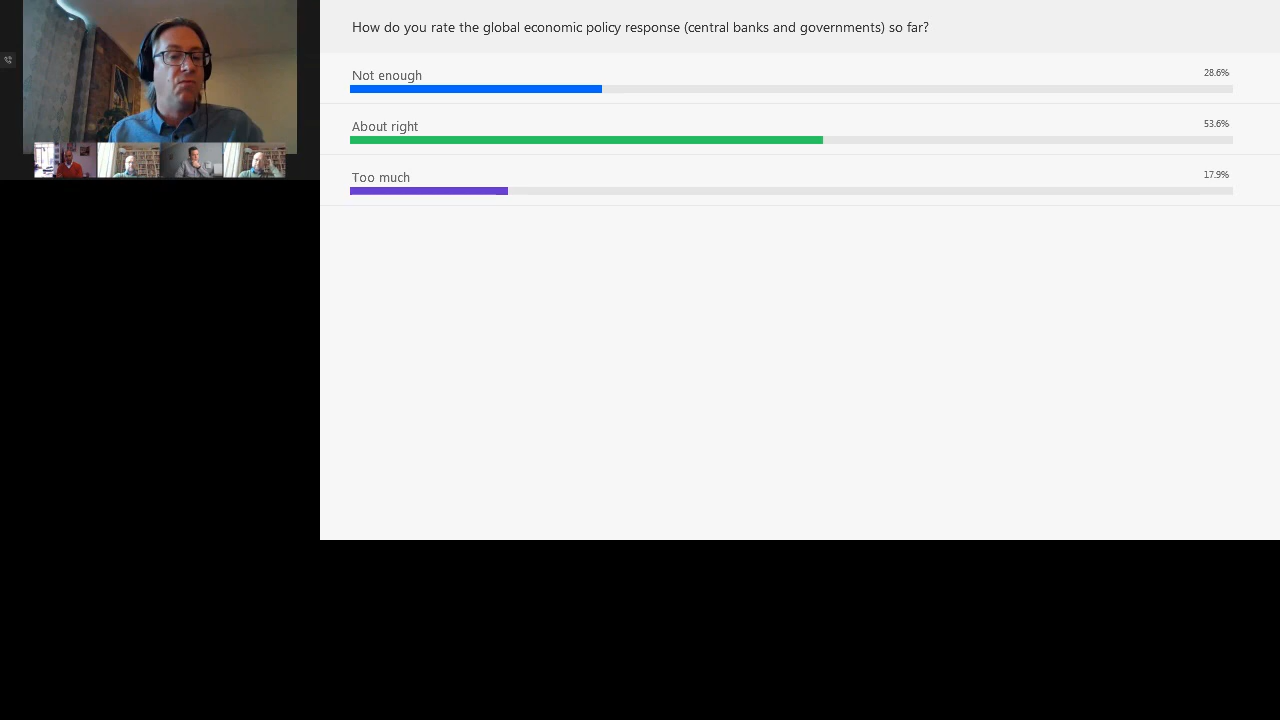 How do you rate the global economic policy response (central banks and governments) so far?
Not enough 28.6%
About right 53.6%
Too much 17.9%